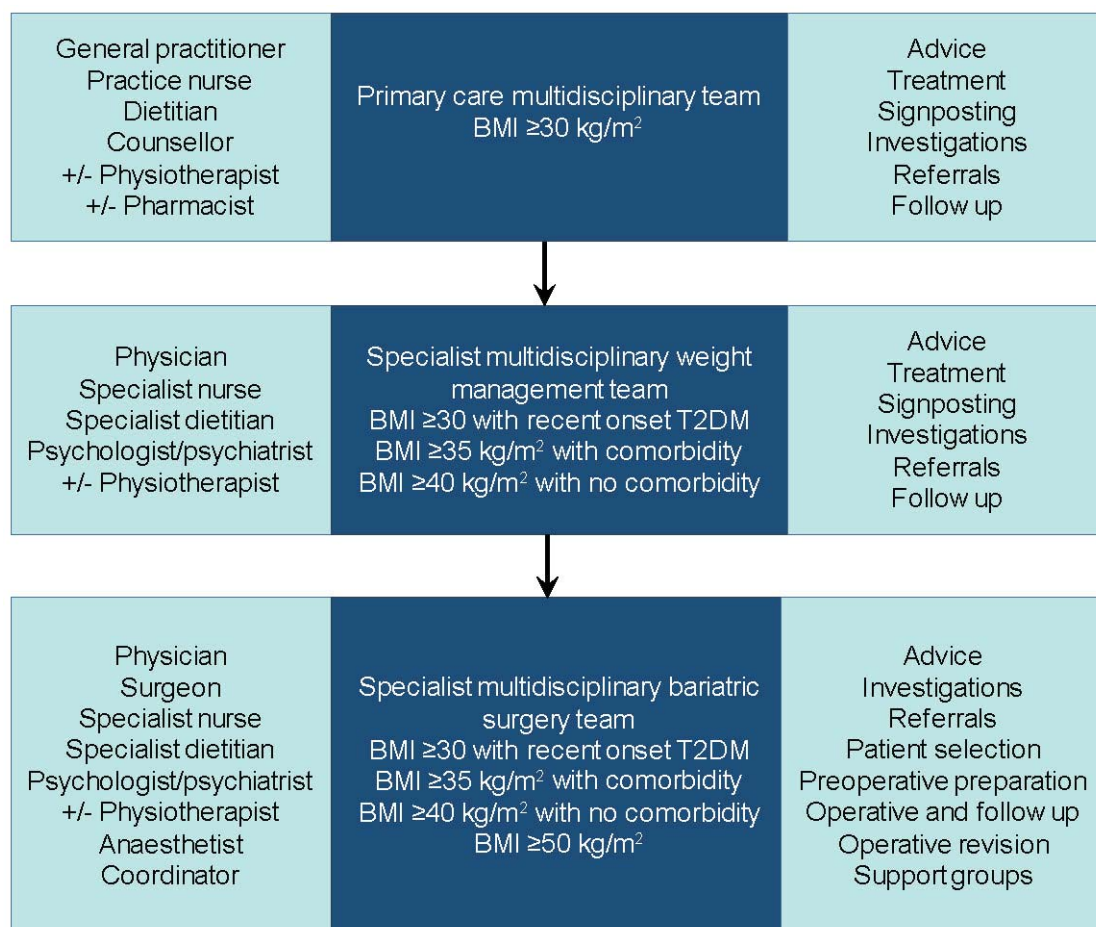 General practitioner
Practice nurse
Dietitian
Counsellor
+/- Physiotherapist
+/- Pharmacist
Primary care multidisciplinary team
BMI ≥30 kg/m²
Advice
Treatment
Signposting
Investigations
Referrals
Follow up
Physician
Specialist nurse
Specialist dietitian
Psychologist/psychiatrist
+/- Physiotherapist
Specialist multidisciplinary weight
management team
BMI ≥30 with recent onset T2DM
BMI ≥35 kg/m² with comorbidity
BMI ≥40 kg/m² with no comorbidity
Advice
Treatment
Signposting
Investigations
Referrals
Follow up
Physician
Surgeon
Specialist nurse
Specialist dietitian
Psychologist/psychiatrist
+/- Physiotherapist
Anaesthetist
Coordinator
Specialist multidisciplinary bariatric
surgery team
BMI ≥30 with recent onset T2DM
BMI ≥35 kg/m² with comorbidity
BMI ≥40 kg/m² with no comorbidity
BMI ≥50 kg/m²
Advice
Investigations
Referrals
Patient selection
Preoperative preparation
Operative and follow up
Operative revision
Support groups